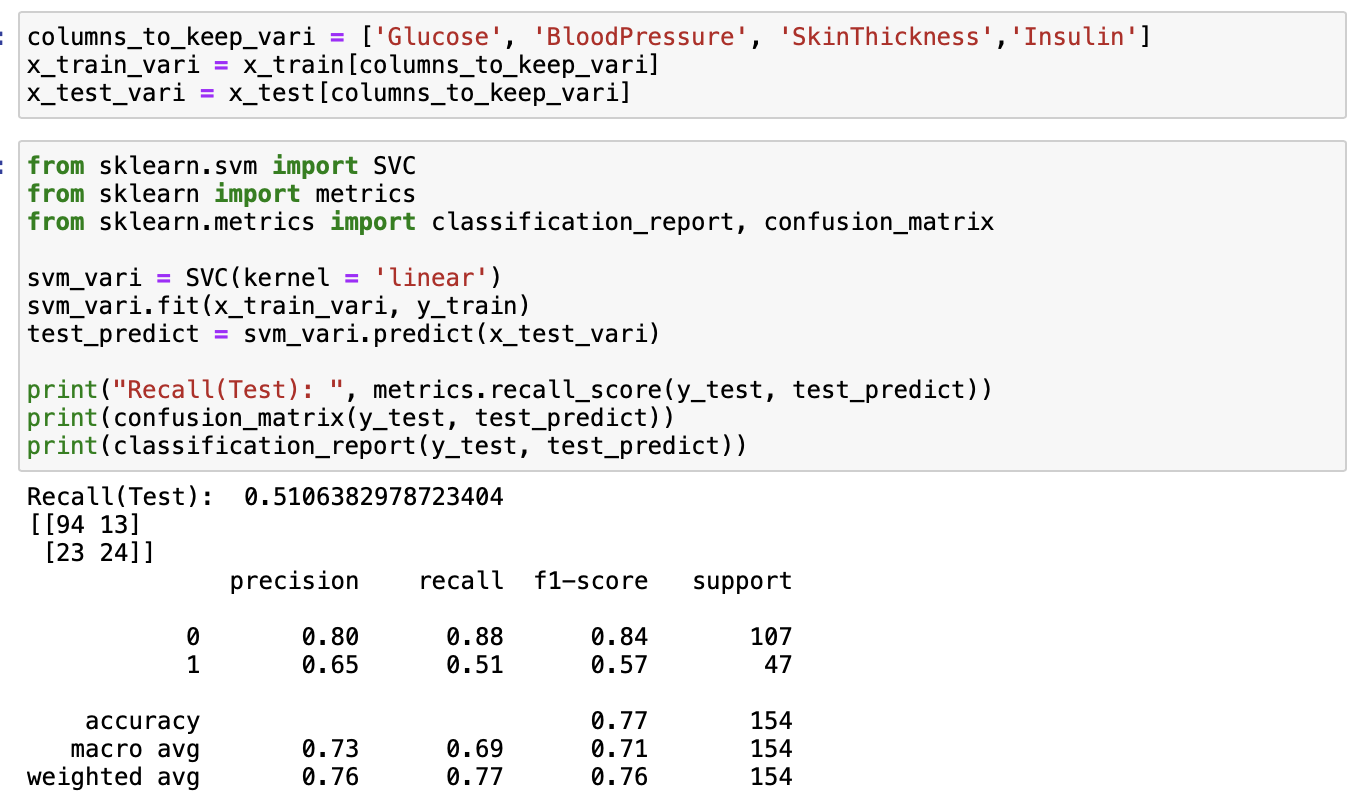 : columns_to_keep_vari = ['Glucose', 'BloodPressure', 'SkinThickness','Insulin']
x_train_vari = x_train[columns_to_keep_vari]
x_test_vari = x_test[columns_to_keep_vari]
: from sklearn.svm import SVC
from sklearn import metrics
from sklearn.metrics import classification_report, confusion_matrix
svm_vari = SVC(kernel = 'linear')
svm_vari.fit(x_train_vari, y_train)
test_predict = svm_vari.predict(x_test_vari)
print("Recall(Test): ", metrics.recall_score(y_test, test_predict))
print(confusion_matrix(y_test, test_predict))
print(classification_report(y_test, test_predict))
Recall(Test):  0.5106382978723404
[[94 13]
 [23 24]]
              precision    recall  f1-score   support
           0       0.80      0.88      0.84       107
           1       0.65      0.51      0.57        47
    accuracy                           0.77       154
   macro avg       0.73      0.69      0.71       154
weighted avg       0.76      0.77      0.76       154